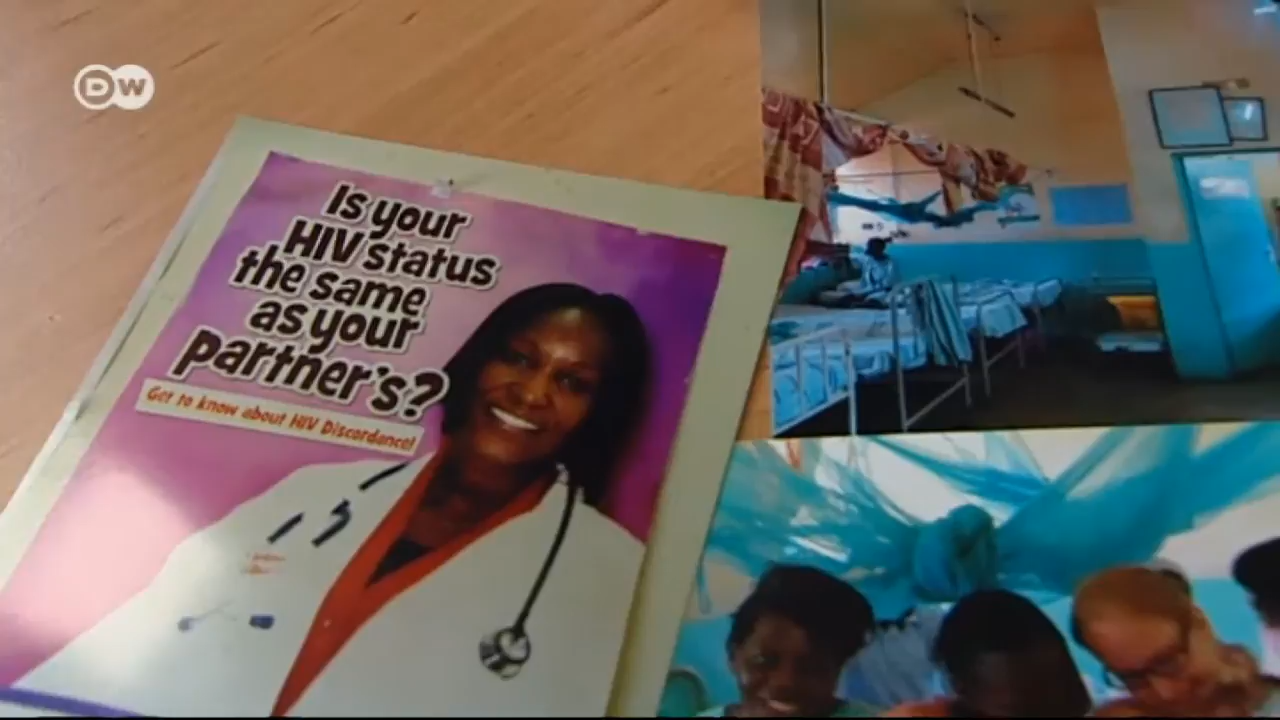 DW
Is your
HIV status
the same
as your
partner's?
Get to know about HIV Discordance!